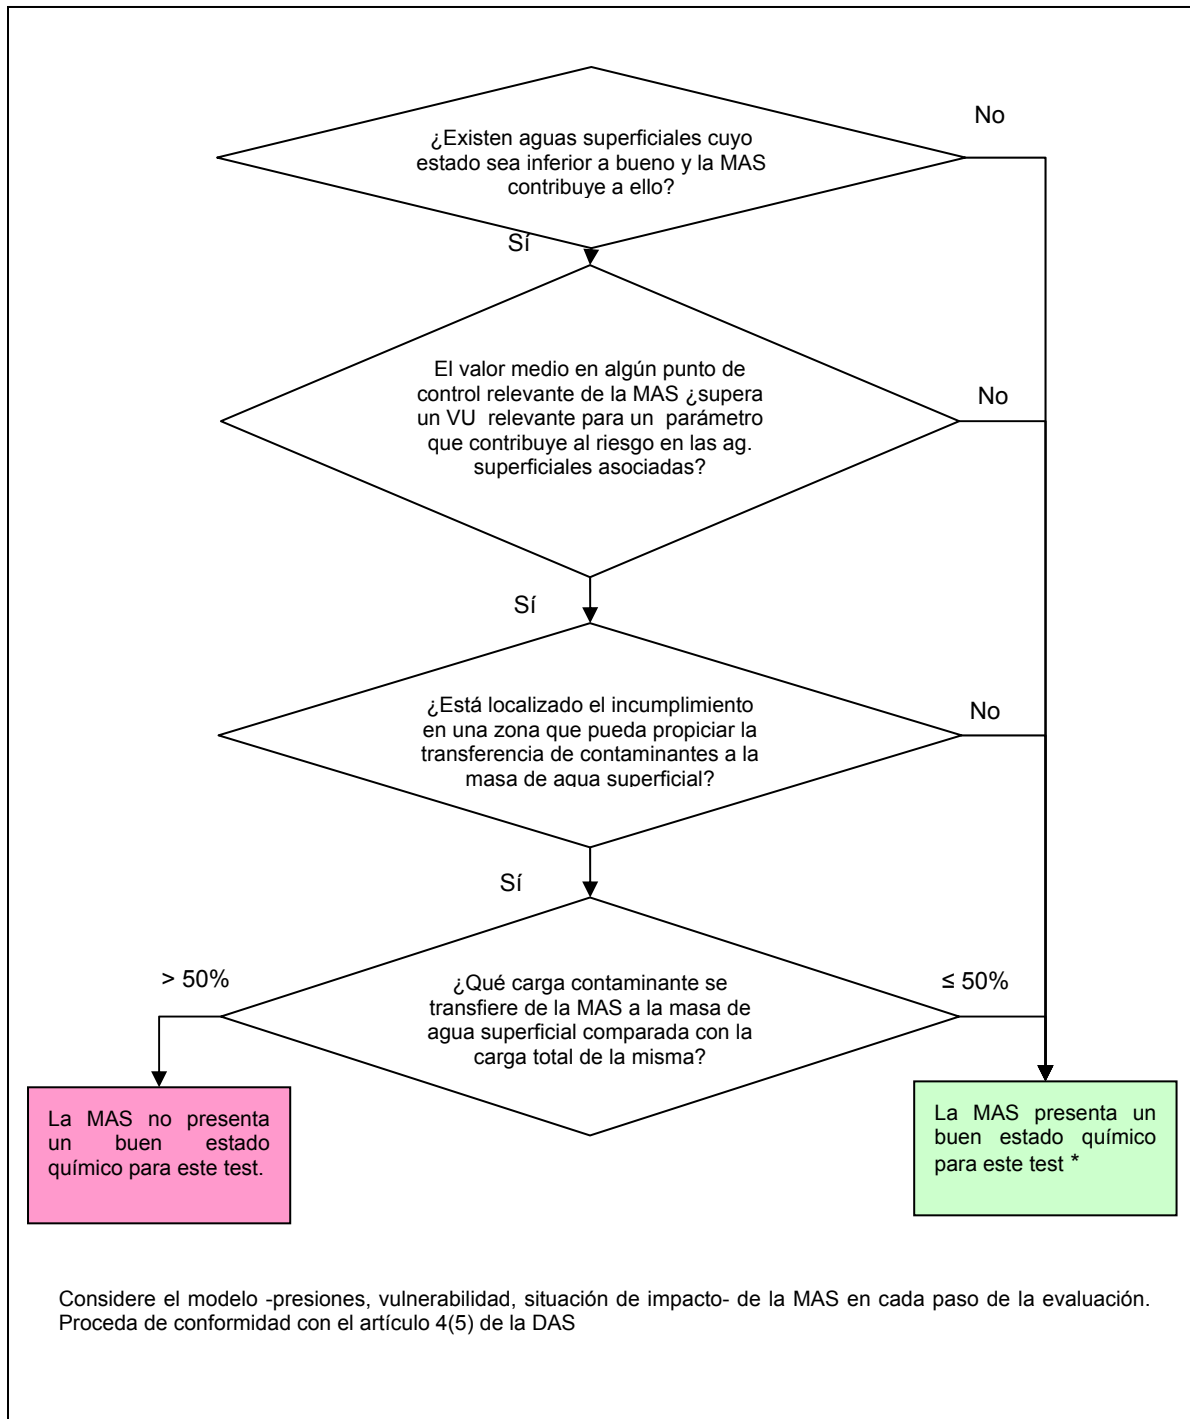 ¿Existen aguas superficiales cuyo
estado sea inferior a bueno y la MAS
contribuye a ello?
No
Sí
El valor medio en algún punto de
control relevante de la MAS ¿supera
un VU relevante para un parámetro
que contribuye al riesgo en las ag.
superficiales asociadas?
No
Sí
¿Está localizado el incumplimiento
en una zona que pueda propiciar la
transferencia de contaminantes a la
masa de agua superficial?
No
Sí
> 50%
¿Qué carga contaminante se
transfiere de la MAS a la masa de
agua superficial comparada con la
carga total de la misma?
≤ 50%
La MAS no presenta
un buen estado
químico para este test.
La MAS presenta un
buen estado químico
para este test *
Considere el modelo -presiones, vulnerabilidad, situación de impacto- de la MAS en cada paso de la evaluación.
Proceda de conformidad con el artículo 4(5) de la DAS